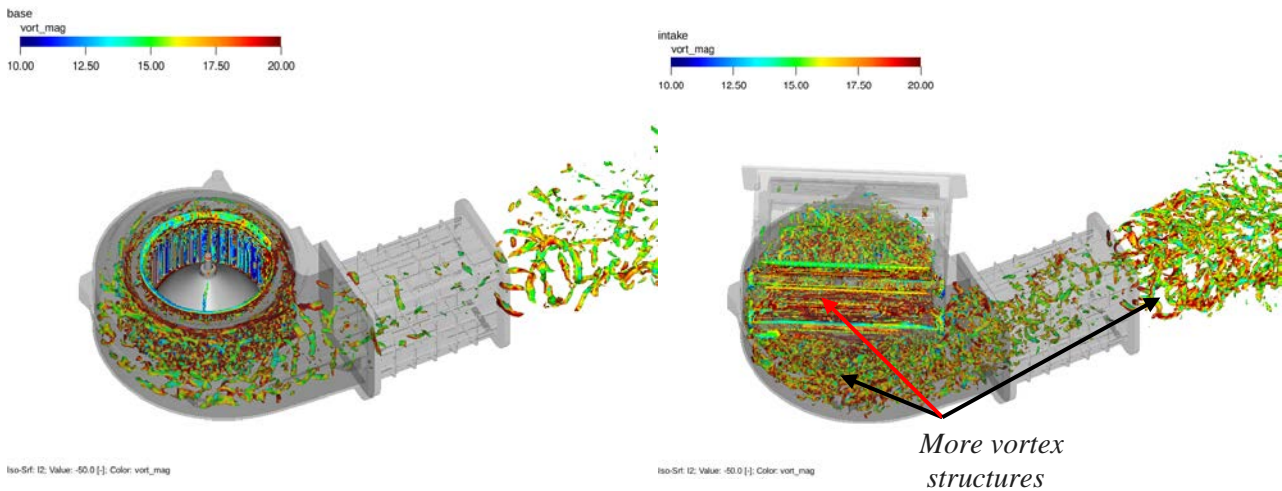 base
vort_mag
10.00 12.50 15.00 17.50 20.00
Iso-Srf: l2; Value: -50.0 [-]; Color: vort_mag
intake
vort_mag
10.00 12.50 15.00 17.50 20.00
More vortex
structures
Iso-Srf: l2; Value: -50.0 [-]; Color: vort_mag